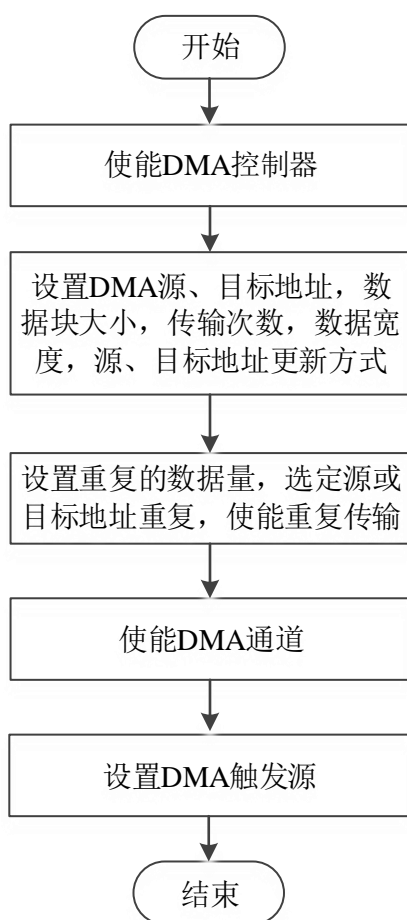 开始
使能DMA控制器
设置DMA源、目标地址，数
据块大小，传输次数，数据宽
度，源、目标地址更新方式
设置重复的数据量，选定源或
目标地址重复，使能重复传输
使能DMA通道
设置DMA触发源
结束